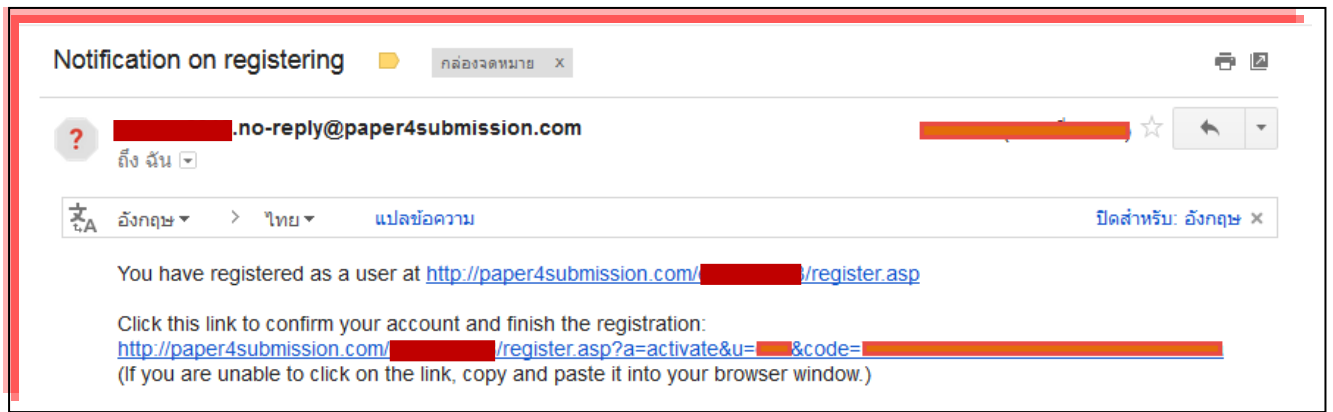 Notification on registering กล่องจดหมาย x
.no-reply@paper4submission.com
ถึง ฉัน
อังกฤษ > ไทย แปลข้อความ ปิดสำหรับ: อังกฤษ ×
You have registered as a user at http://paper4submission.com/ /register.asp
Click this link to confirm your account and finish the registration:
http://paper4submission.com/ /register.asp?a=activate&u= &code=
(If you are unable to click on the link, copy and paste it into your browser window.)